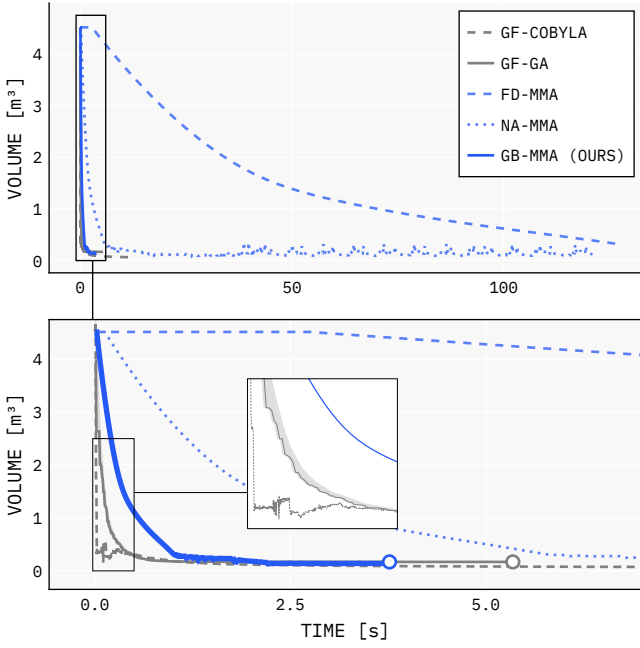 GF-COBYLA
GF-GA
FD-MMA
NA-MMA
GB-MMA (OURS)
VOLUME [m³]
4
3
2
1
0
0
50
100
VOLUME [m³]
4
3
2
1
0
0.0
2.5
5.0
TIME [s]